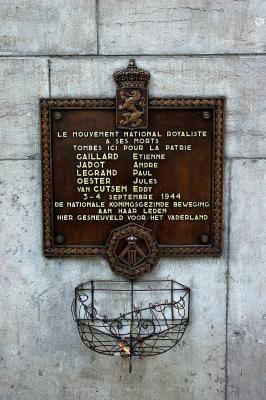 LE MOUVEMENT NATIONAL ROYALISTE
A SES MORTS
TOMBES ICI POUR LA PATRIE
GAILLARD ETIENNE
JADOT ANDRE
LEGRAND PAUL
OESTER JULES
VAN CUTSEM EDDY
3-4 SEPTEMBRE 1944
DE NATIONALE KONINGSGEZINDE BEWEGING
AAN HAAR LEDEN
HIER GESNEUVELD VOOR HET VADERLAND